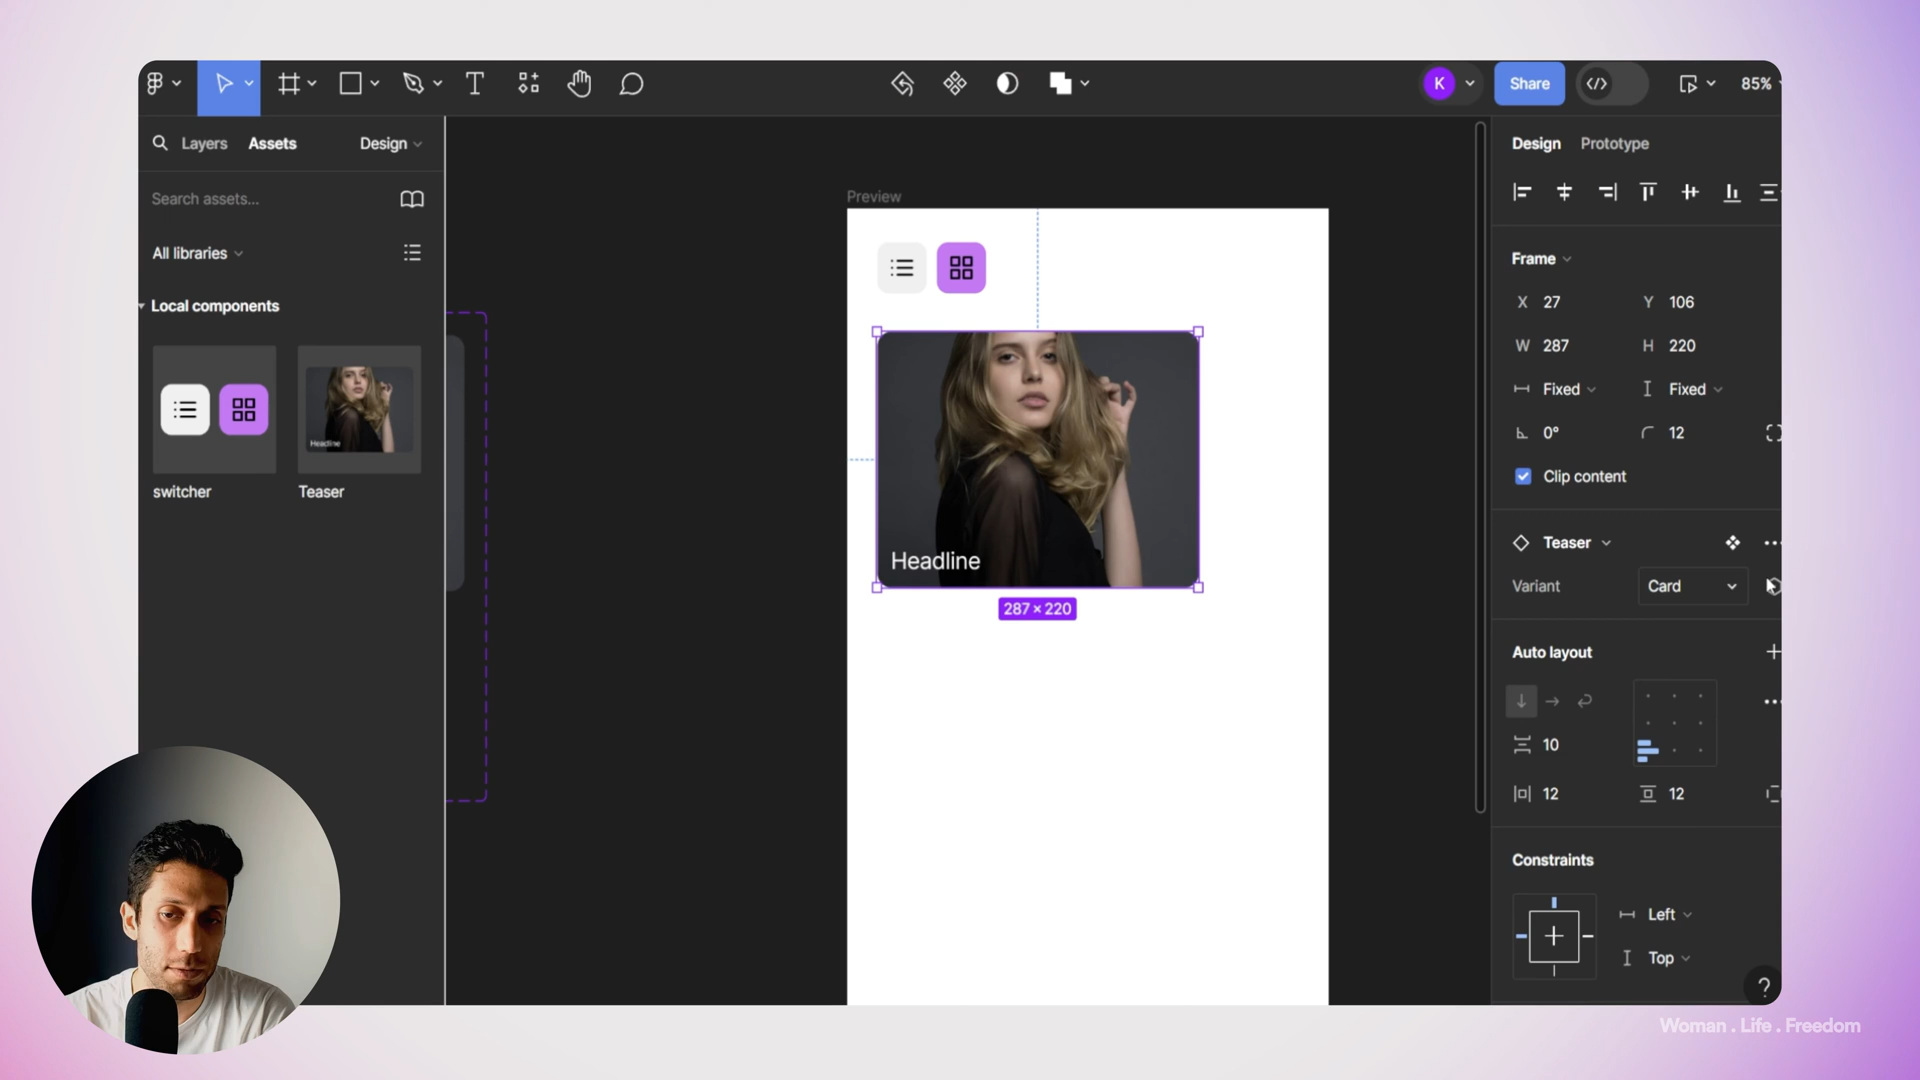 K
Share
85%
Layers
Assets
Design
Search assets...
All libraries
Local components
Headline
switcher
Teaser
Preview
Headline
287 × 220
Design
Prototype
Frame
X 27
Y 106
W 287
H 220
Fixed
Fixed
0°
12
Clip content
Teaser
Variant
Card
Auto layout
10
12
12
Constraints
Left
Top
?
Woman . Life . Freedom